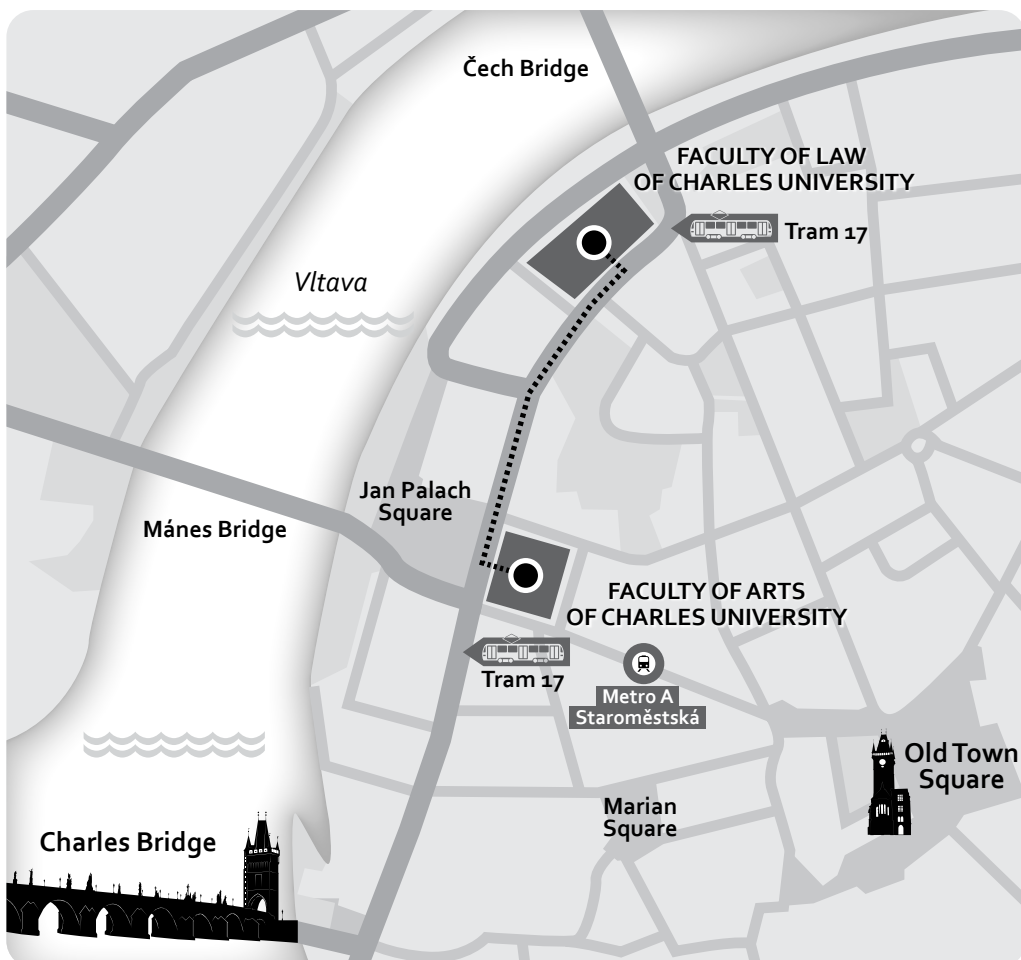 Čech Bridge
FACULTY OF LAW
OF CHARLES UNIVERSITY
Tram 17
Vltava
Jan Palach
Square
Mánes Bridge
FACULTY OF ARTS
OF CHARLES UNIVERSITY
Tram 17
Metro A
Staroměstská
Old Town
Square
Marian
Square
Charles Bridge